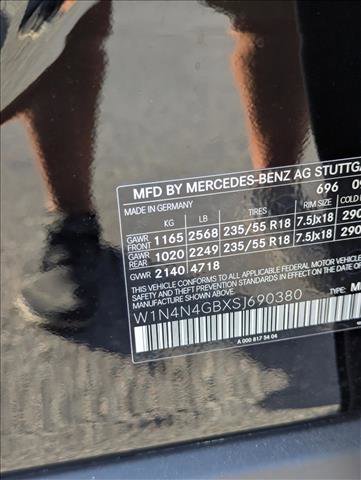 MFD BY MERCEDES-BENZ AG STUTTG
696
MADE IN GERMANY
KG LB TIRES RIM SIZE COLD
GAWR FRONT 1165 2568 235/55 R18 7.5Jx18 290
GAWR REAR 1020 2249 235/55 R18 7.5Jx18 290
GVWR 2140 4718
THIS VEHICLE CONFORMS TO ALL APPLICABLE FEDERAL MOTOR VEHICLE
SAFETY AND THEFT PREVENTION STANDARDS IN EFFECT ON THE DATE OF
MANUFACTURE SHOWN ABOVE.
W1N4N4GBXSJ690380
TYPE:
A 000 817 54 04